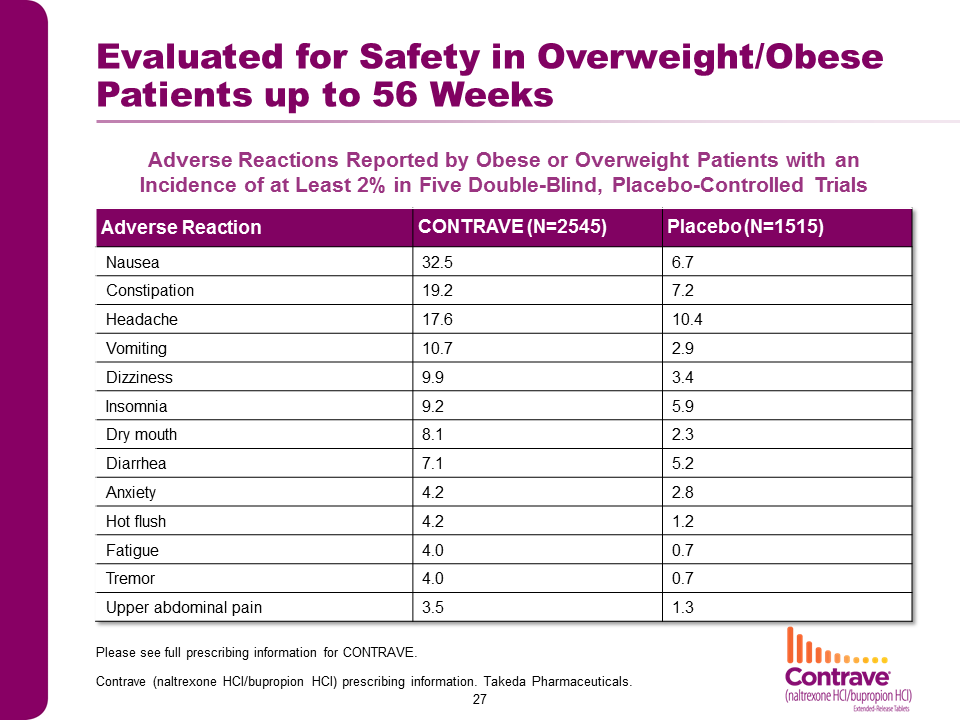 Evaluated for Safety in Overweight/Obese
Patients up to 56 Weeks
Adverse Reactions Reported by Obese or Overweight Patients with an
Incidence of at Least 2% in Five Double-Blind, Placebo-Controlled Trials
Adverse Reaction CONTRAVE (N=2545) Placebo (N=1515)
Nausea 32.5 6.7
Constipation 19.2 7.2
Headache 17.6 10.4
Vomiting 10.7 2.9
Dizziness 9.9 3.4
Insomnia 9.2 5.9
Dry mouth 8.1 2.3
Diarrhea 7.1 5.2
Anxiety 4.2 2.8
Hot flush 4.2 1.2
Fatigue 4.0 0.7
Tremor 4.0 0.7
Upper abdominal pain 3.5 1.3
Please see full prescribing information for CONTRAVE.
Contrave (naltrexone HCl/bupropion HCl) prescribing information. Takeda Pharmaceuticals.
27
Contrave®
(naltrexone HCl/bupropion HCl)
Extended-Release Tablets